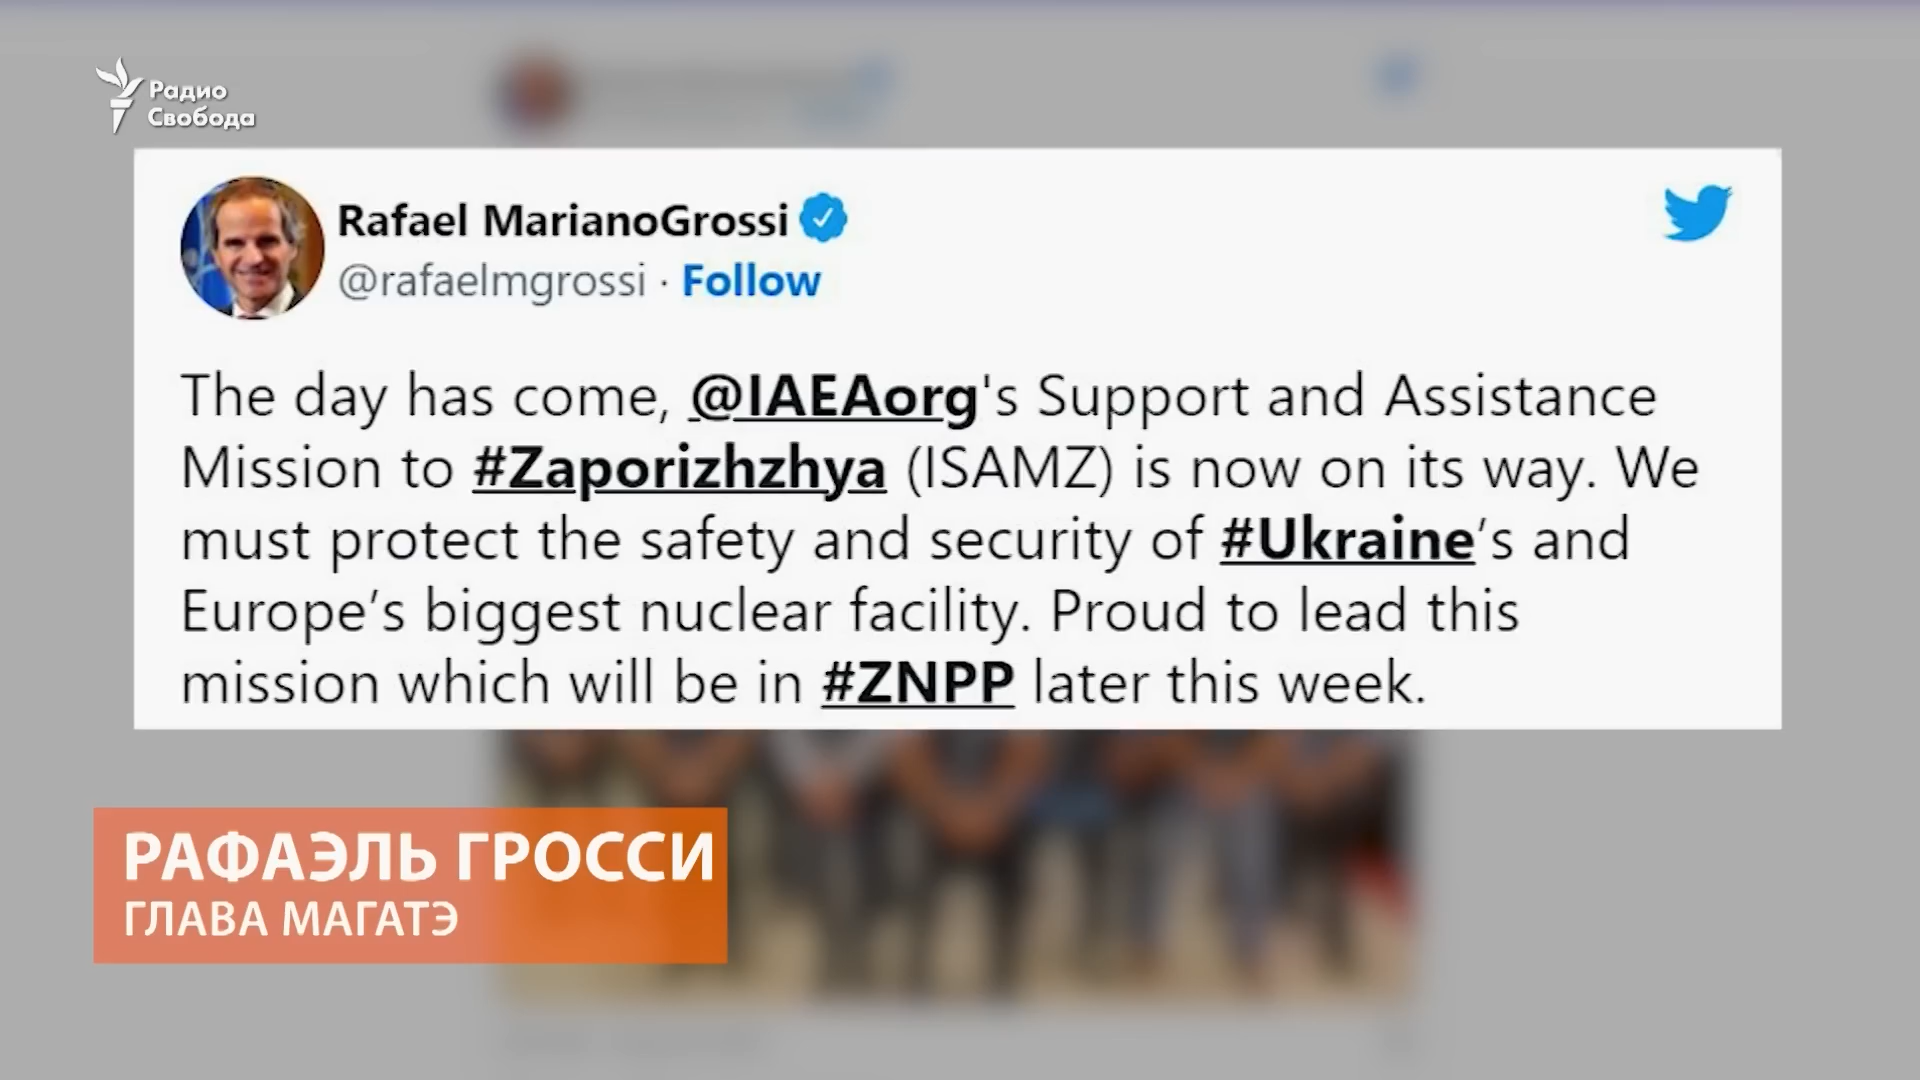 Радио
Свобода
Rafael MarianoGrossi
@rafaelmgrossi · Follow
The day has come, @IAEAorg's Support and Assistance
Mission to #Zaporizhzhya (ISAMZ) is now on its way. We
must protect the safety and security of #Ukraine’s and
Europe’s biggest nuclear facility. Proud to lead this
mission which will be in #ZNPP later this week.
РАФАЭЛЬ ГРОССИ
ГЛАВА МАГАТЭ